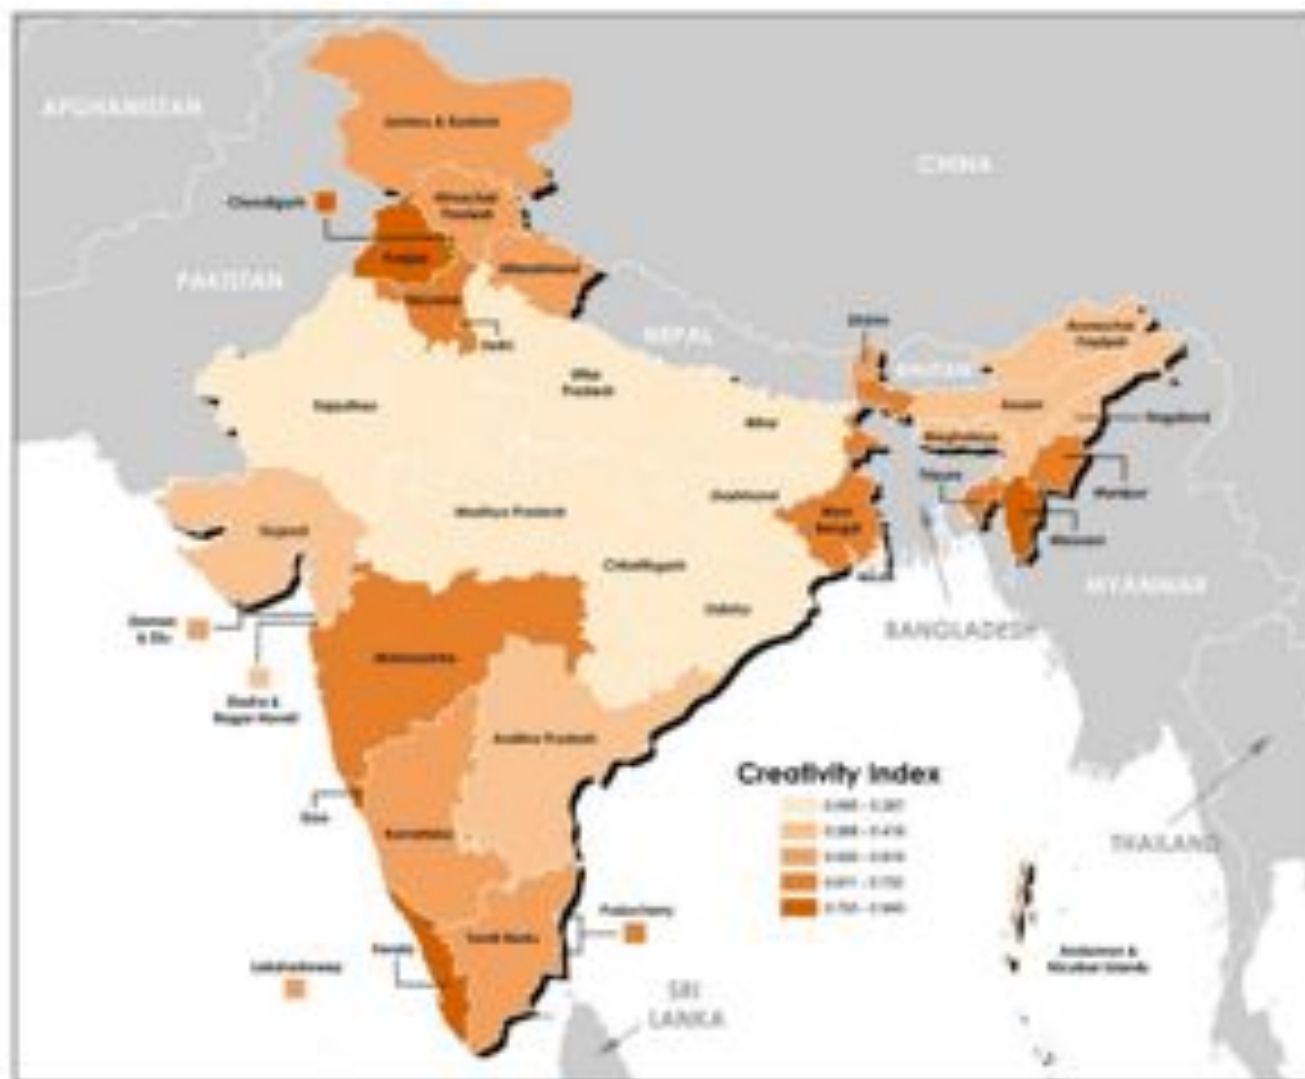 AFGHANISTAN
CHINA
Jammu & Kashmir
Himachal
Pradesh
Chandigarh
Punjab
Uttarakhand
PAKISTAN
Haryana
Delhi
NEPAL
Sikkim
BHUTAN
Arunachal
Pradesh
Rajasthan
Uttar
Pradesh
Bihar
Assam
Nagaland
Meghalaya
Tripura
Manipur
Mizoram
Jharkhand
West
Bengal
Madhya Pradesh
Gujarat
Chhattisgarh
Odisha
MYANMAR
BANGLADESH
Daman
& Diu
Dadra &
Nagar Haveli
Maharashtra
Andhra Pradesh
Goa
Karnataka
Creativity Index
THAILAND
Puducherry
Tamil Nadu
Kerala
Lakshadweep
Andaman &
Nicobar Islands
SRI
LANKA